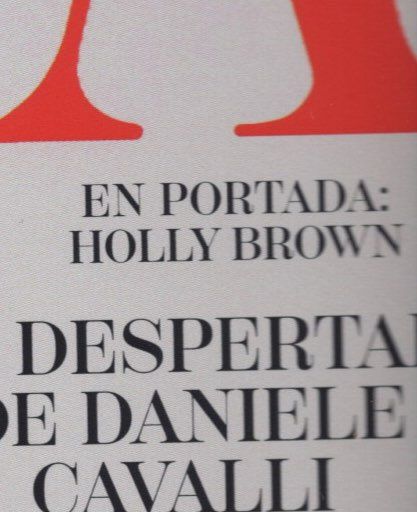 EN PORTADA:
HOLLY BROWN
DESPERTA
DE DANIELE
CAVALLI